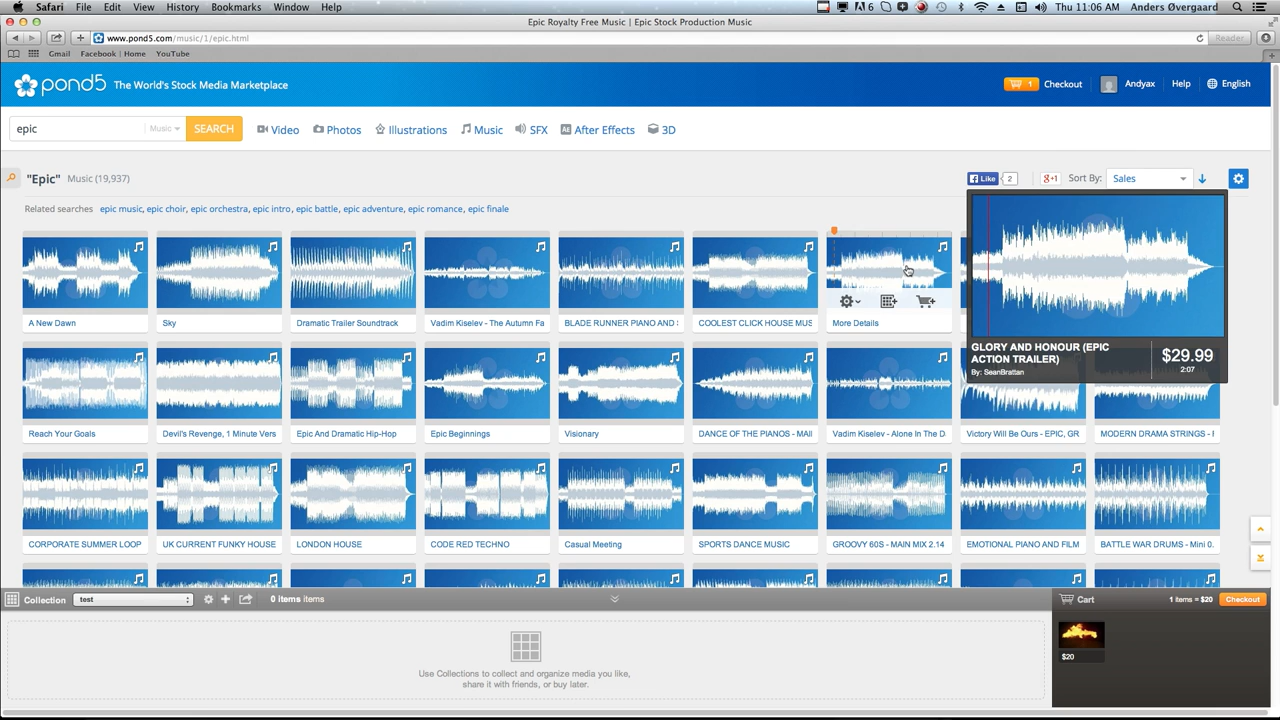 Safari File Edit View History Bookmarks Window Help
6 Thu 11:06 AM Anders Øvergaard
Epic Royalty Free Music | Epic Stock Production Music
www.pond5.com/music/1/epic.html Reader
Gmail Facebook | Home YouTube
pond5 The World's Stock Media Marketplace 1 Checkout Andyax Help English
epic Music SEARCH Video Photos Illustrations Music SFX AE After Effects 3D
"Epic" Music (19,937) Like 2 g+1 Sort By: Sales
Related searches epic music, epic choir, epic orchestra, epic intro, epic battle, epic adventure, epic romance, epic finale
A New Dawn Sky Dramatic Trailer Soundtrack Vadim Kiselev - The Autumn Fa BLADE RUNNER PIANO AND COOLEST CLICK HOUSE MUS More Details
GLORY AND HONOUR (EPIC
ACTION TRAILER)
By: SeanBrattan
$29.99
2:07
Reach Your Goals Devil's Revenge, 1 Minute Vers Epic And Dramatic Hip-Hop Epic Beginnings Visionary DANCE OF THE PIANOS - MAI Vadim Kiselev - Alone In The D Victory Will Be Ours - EPIC, GR MODERN DRAMA STRINGS -
CORPORATE SUMMER LOOP UK CURRENT FUNKY HOUSE LONDON HOUSE CODE RED TECHNO Casual Meeting SPORTS DANCE MUSIC GROOVY 60S - MAIN MIX 2.14 EMOTIONAL PIANO AND FILM BATTLE WAR DRUMS - Mini 0.
Collection test 0 items items Cart 1 items = $20 Checkout
$20
Use Collections to collect and organize media you like,
share it with friends, or buy later.